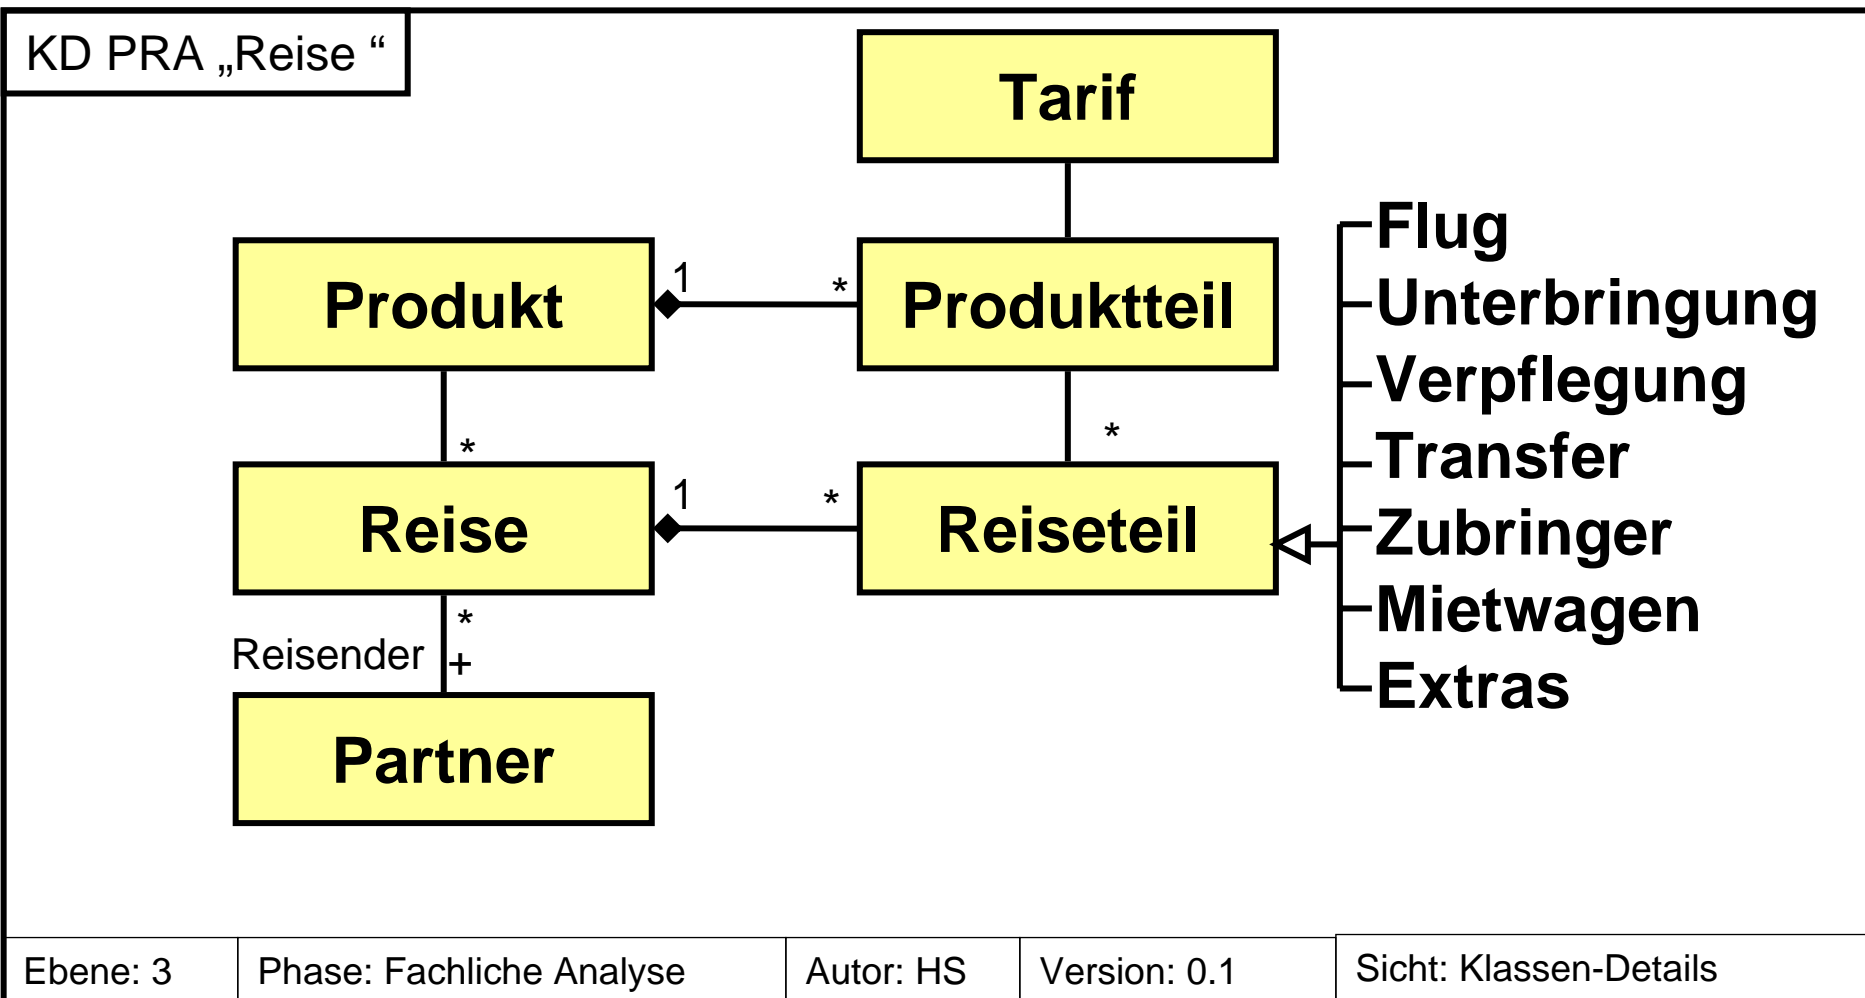 KD PRA „Reise “
Tarif
Flug
Unterbringung
Verpflegung
Transfer
Zubringer
Mietwagen
Extras
Produkt
1
*
Produktteil
*
*
Reise
1
*
Reiseteil
*
Reisender
+
Partner
Ebene: 3
Phase: Fachliche Analyse
Autor: HS
Version: 0.1
Sicht: Klassen-Details